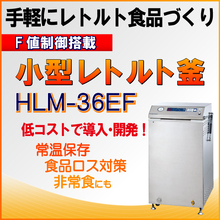 手軽にレトルト食品づくり
F値制御搭載
小型レトルト釜
HLM-36EF
低コストで導入・開発！
常温保存
食品ロス対策
非常食にも